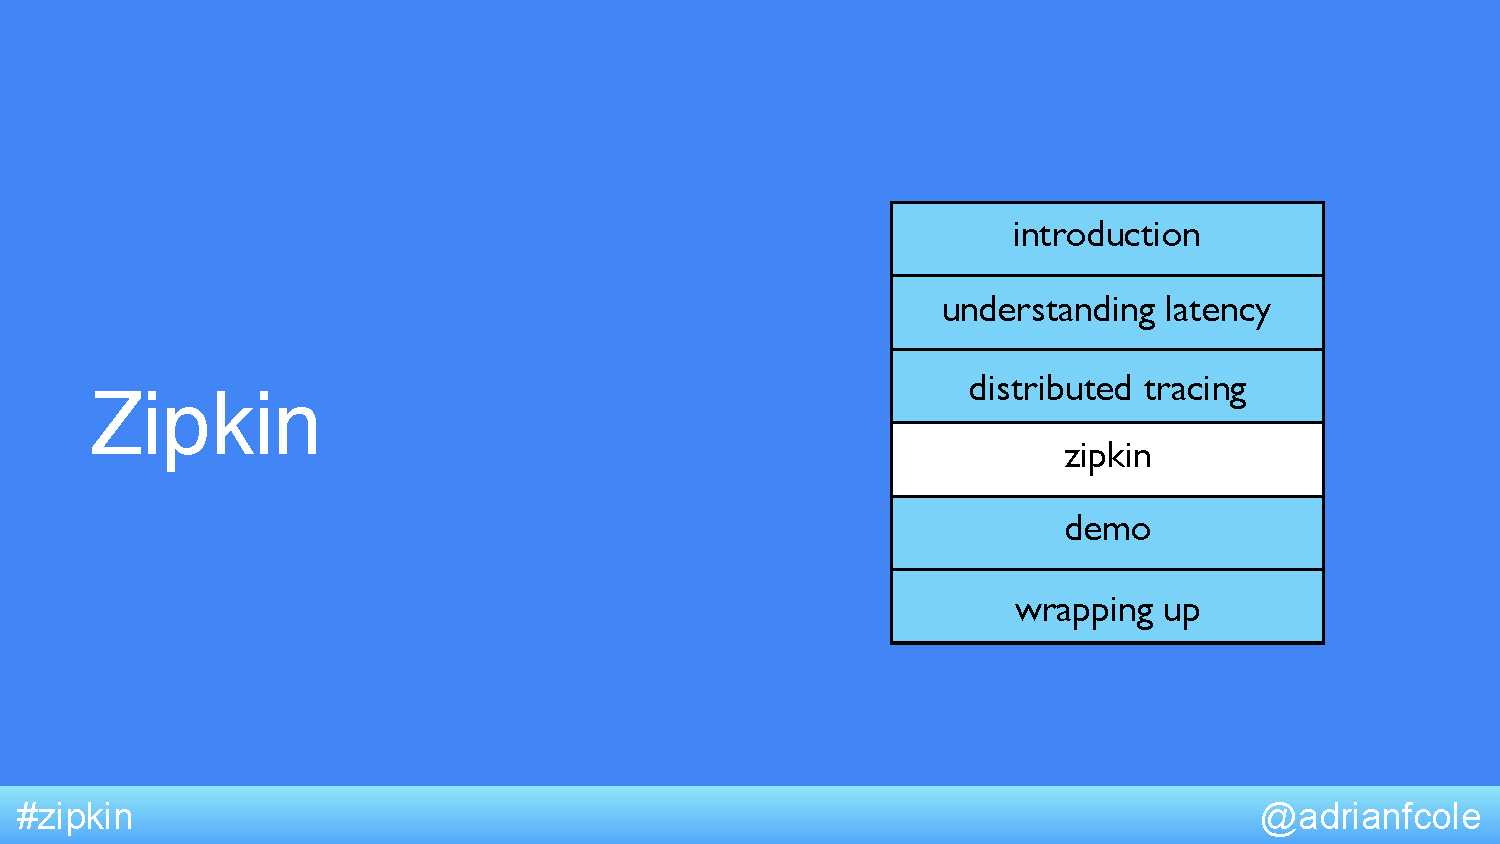 Zipkin
introduction
understanding latency
distributed tracing
zipkin
demo
wrapping up
#zipkin
@adrianfcole